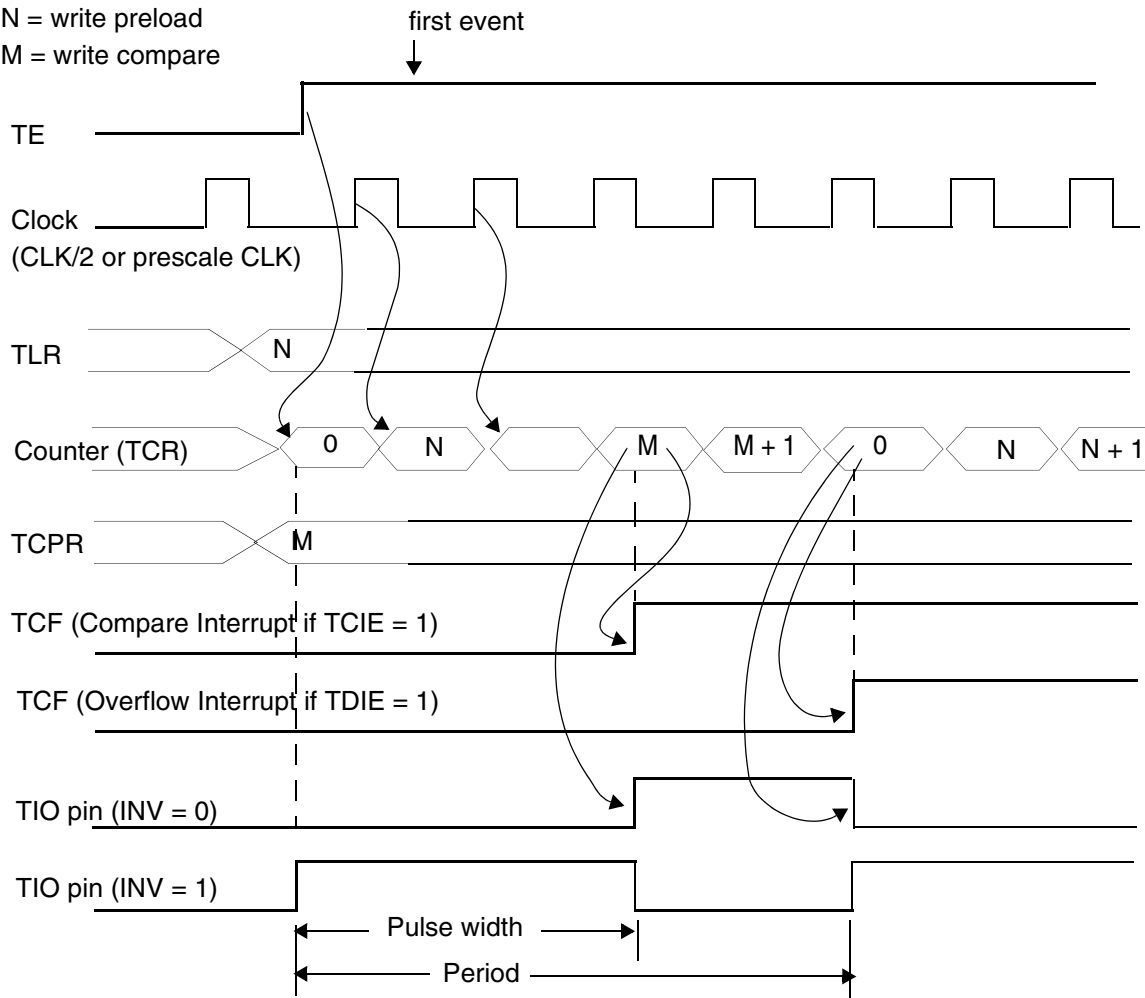 N = write preload
first event
M = write compare
TE
Clock
(CLK/2 or prescale CLK)
TLR
N
Counter (TCR)
0
N
M
M + 1
0
N
N + 1
TCPR
M
TCF (Compare Interrupt if TCIE = 1)
TCF (Overflow Interrupt if TDIE = 1)
TIO pin (INV = 0)
TIO pin (INV = 1)
Pulse width
Period